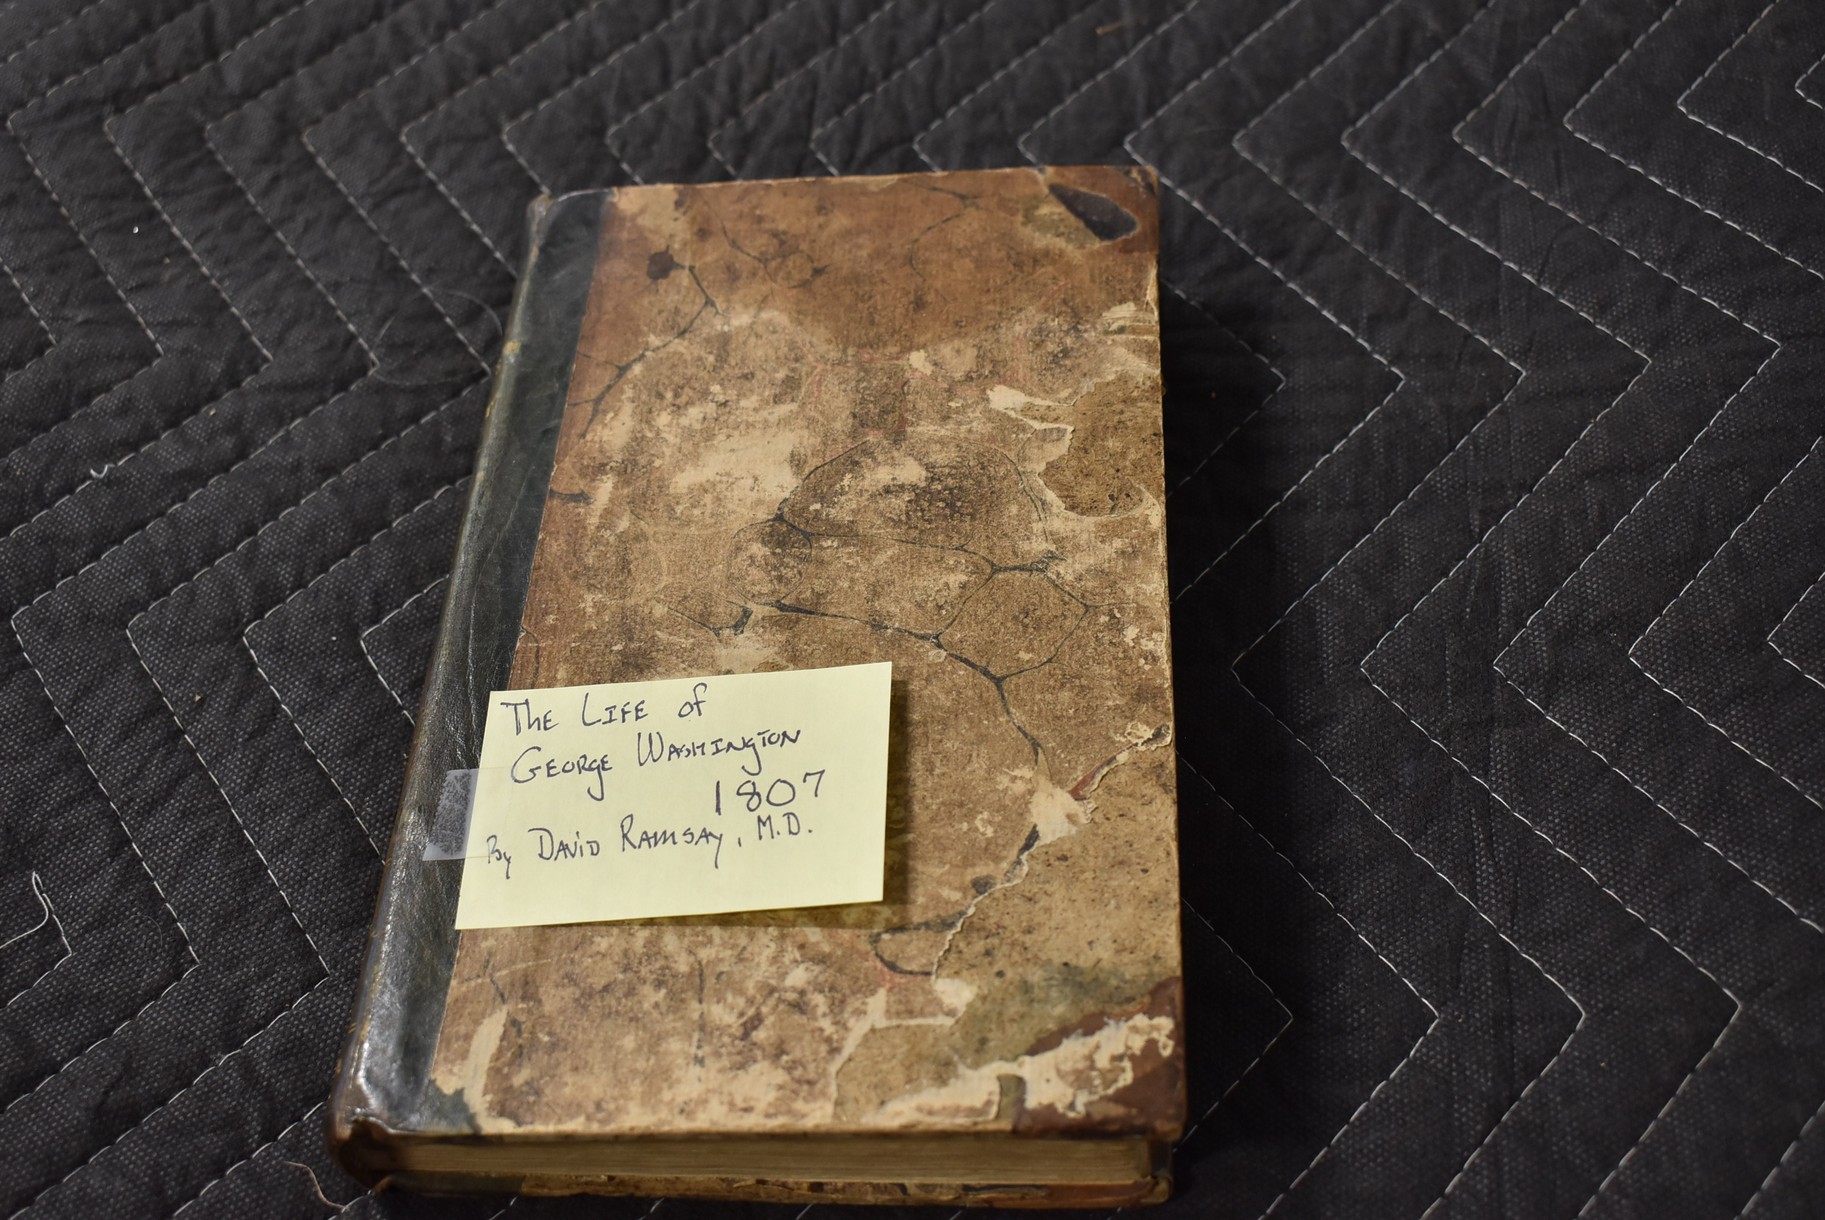 The Life of
George Washington
1807
By David Ramsay, M.D.